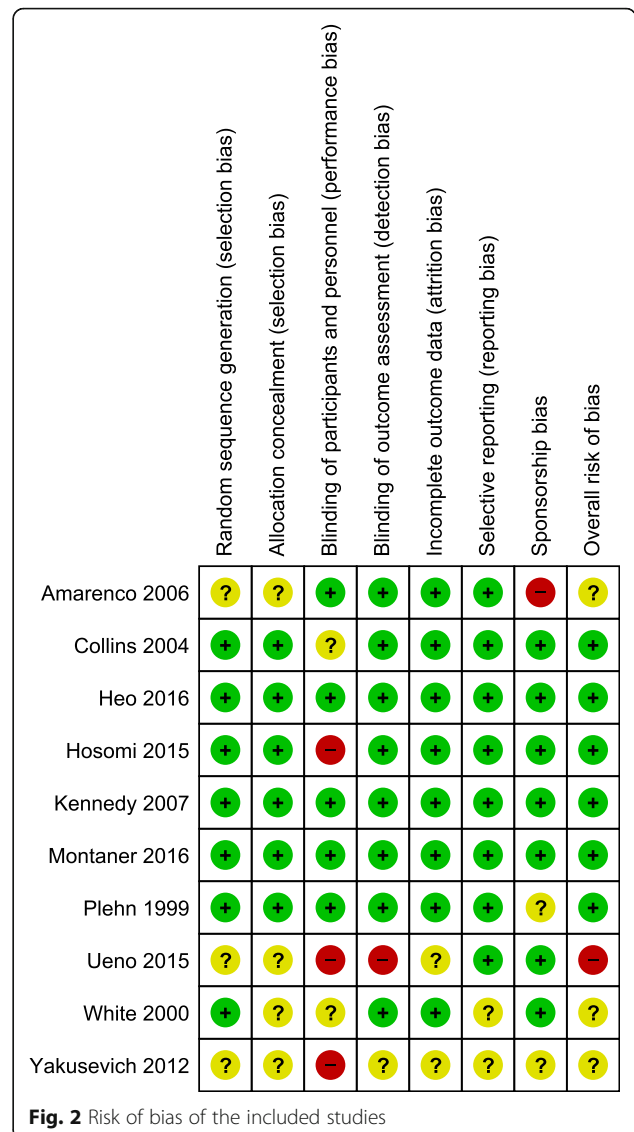 Random sequence generation (selection bias)
Allocation concealment (selection bias)
Blinding of participants and personnel (performance bias)
Blinding of outcome assessment (detection bias)
Incomplete outcome data (attrition bias)
Selective reporting (reporting bias)
Sponsorship bias
Overall risk of bias
Amarenco 2006 ? ? + + + + − ?
Collins 2004 + + ? + + + + +
Heo 2016 + + + + + + + +
Hosomi 2015 + + − + + + + +
Kennedy 2007 + + + + + + + +
Montaner 2016 + + + + + + + +
Plehn 1999 + + + + + + ? +
Ueno 2015 ? ? − − ? + + −
White 2000 + ? ? + + ? + ?
Yakusevich 2012 ? ? − ? ? ? ? ?
Fig. 2 Risk of bias of the included studies